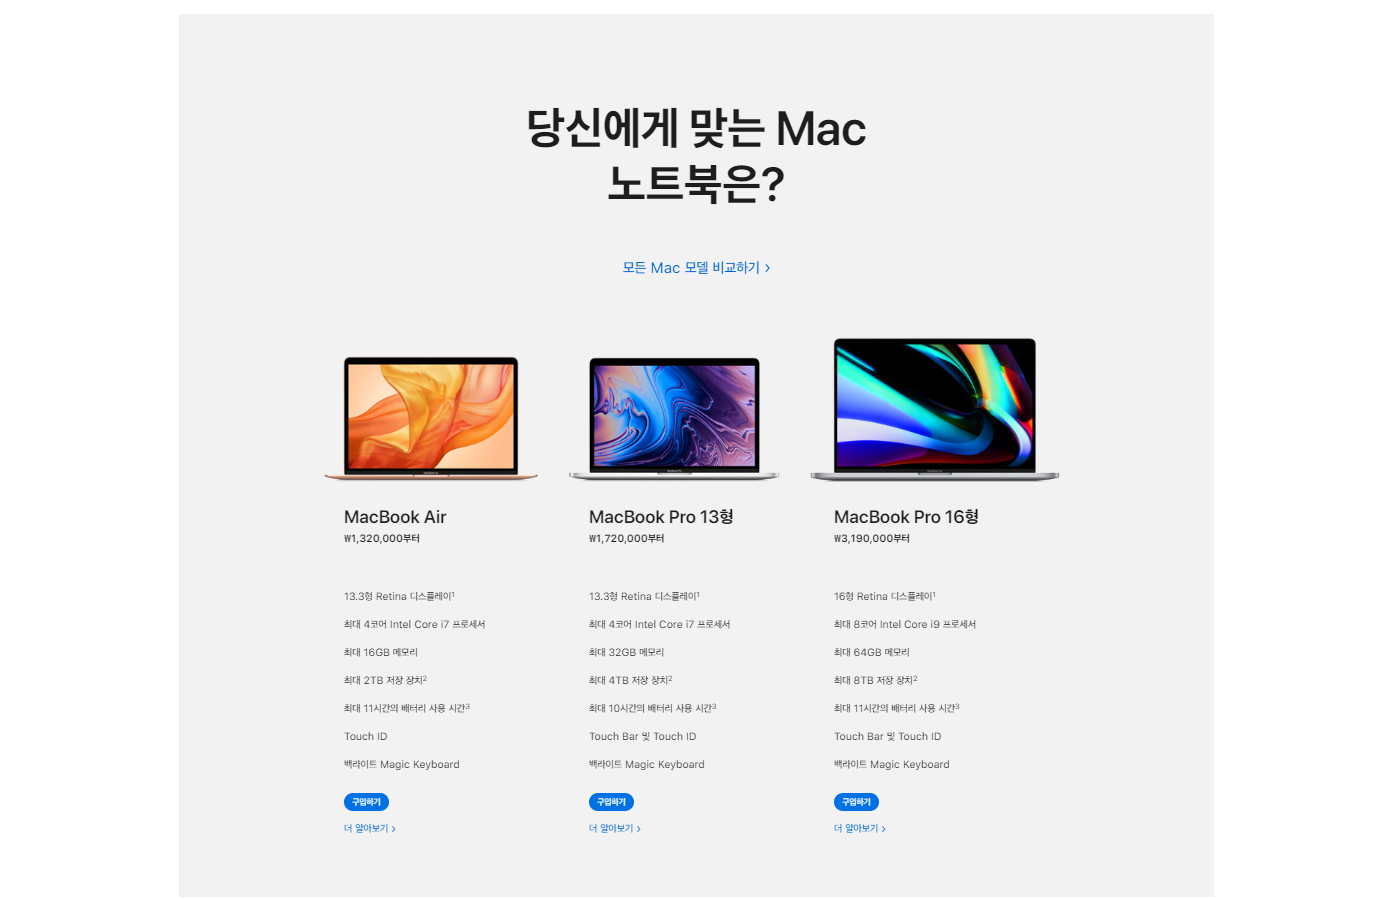 당신에게 맞는 Mac
노트북은?
모든 Mac 모델 비교하기 >
MacBook Air
₩1,320,000부터
13.3형 Retina 디스플레이¹
최대 4코어 Intel Core i7 프로세서
최대 16GB 메모리
최대 2TB 저장 장치²
최대 11시간의 배터리 사용 시간³
Touch ID
백라이트 Magic Keyboard
구입하기
더 알아보기 >
MacBook Pro 13형
₩1,720,000부터
13.3형 Retina 디스플레이¹
최대 4코어 Intel Core i7 프로세서
최대 32GB 메모리
최대 4TB 저장 장치²
최대 10시간의 배터리 사용 시간³
Touch Bar 및 Touch ID
백라이트 Magic Keyboard
구입하기
더 알아보기 >
MacBook Pro 16형
₩3,190,000부터
16형 Retina 디스플레이¹
최대 8코어 Intel Core i9 프로세서
최대 64GB 메모리
최대 8TB 저장 장치²
최대 11시간의 배터리 사용 시간³
Touch Bar 및 Touch ID
백라이트 Magic Keyboard
구입하기
더 알아보기 >